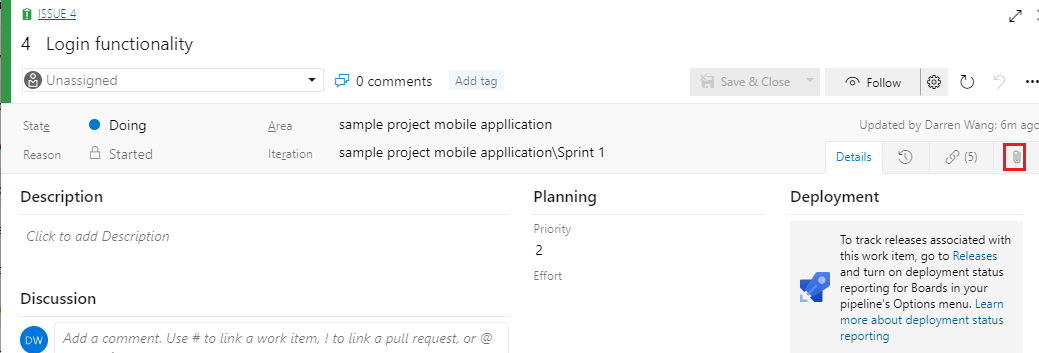 ISSUE 4
4 Login functionality
Unassigned
0 comments
Add tag
Save & Close
Follow
State
Doing
Area
sample project mobile appllication
Updated by Darren Wang: 6m ago
Reason
Started
Iteration
sample project mobile appllication\Sprint 1
Details
(5)
Description
Planning
Deployment
Click to add Description
Priority
2
Effort
To track releases associated with
this work item, go to Releases
and turn on deployment status
reporting for Boards in your
pipeline's Options menu. Learn
more about deployment status
reporting
Discussion
DW
Add a comment. Use # to link a work item, ! to link a pull request, or @